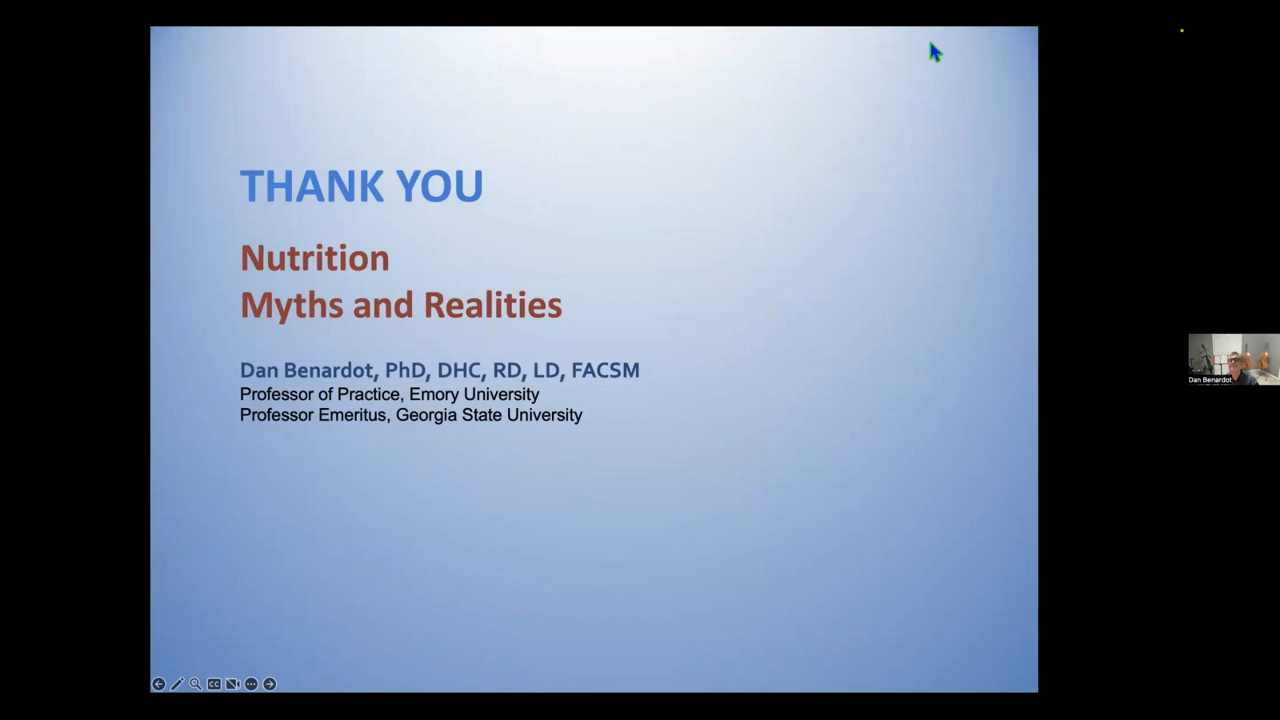 THANK YOU
Nutrition
Myths and Realities
Dan Benardot, PhD, DHC, RD, LD, FACSM
Professor of Practice, Emory University
Professor Emeritus, Georgia State University
Dan Benardot
CC